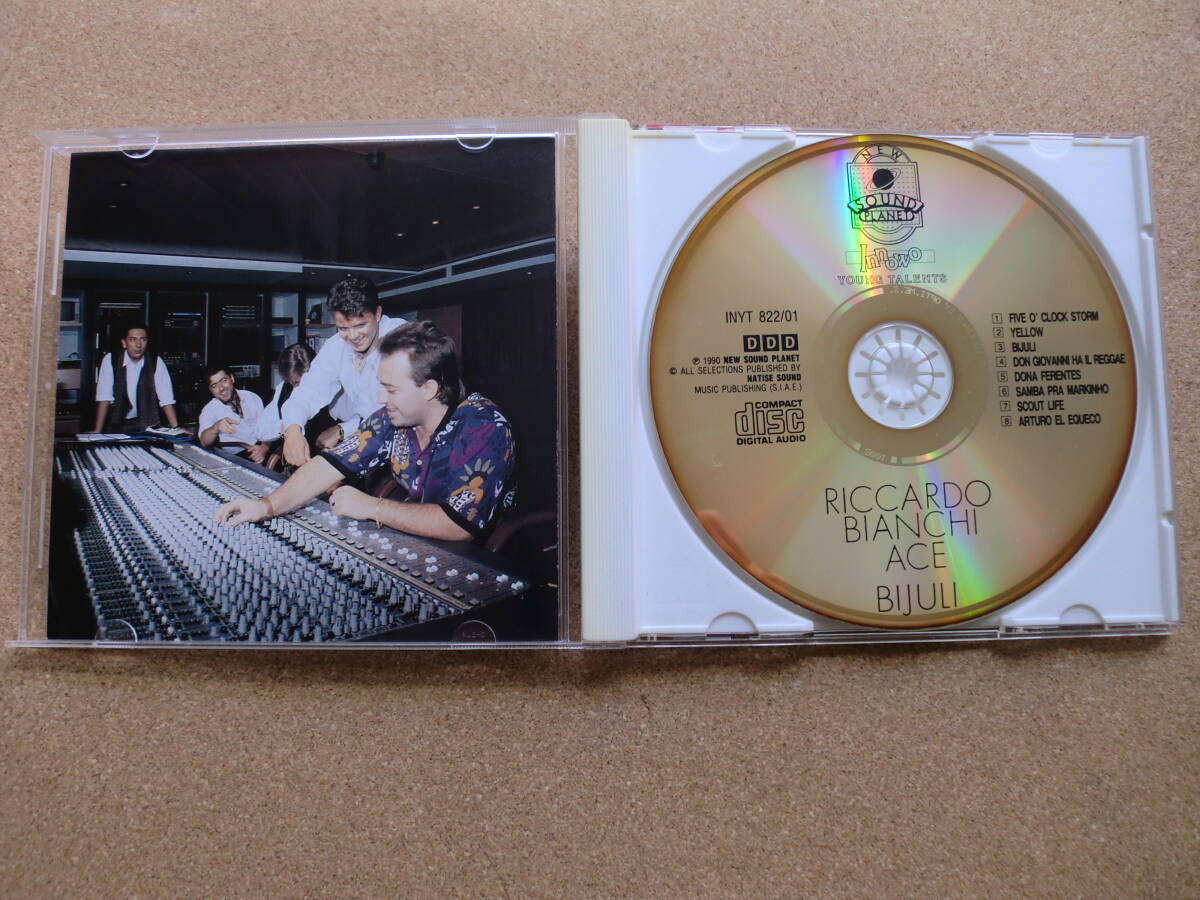 NEW
SOUND
PLANET
Innowo
YOUNG TALENTS
INYT 822/01
DDD
℗ 1990 NEW SOUND PLANET
© ALL SELECTIONS PUBLISHED BY
NATISE SOUND
MUSIC PUBLISHING (S.I.A.E.)
COMPACT
disc
DIGITAL AUDIO
1 FIVE O' CLOCK STORM
2 YELLOW
3 BIJULI
4 DON GIOVANNI HA IL REGGAE
5 DONA FERENTES
6 SAMBA PRA MARKINHO
7 SCOUT LIFE
8 ARTURO EL EQUECO
RICCARDO
BIANCHI
ACE
BIJULI